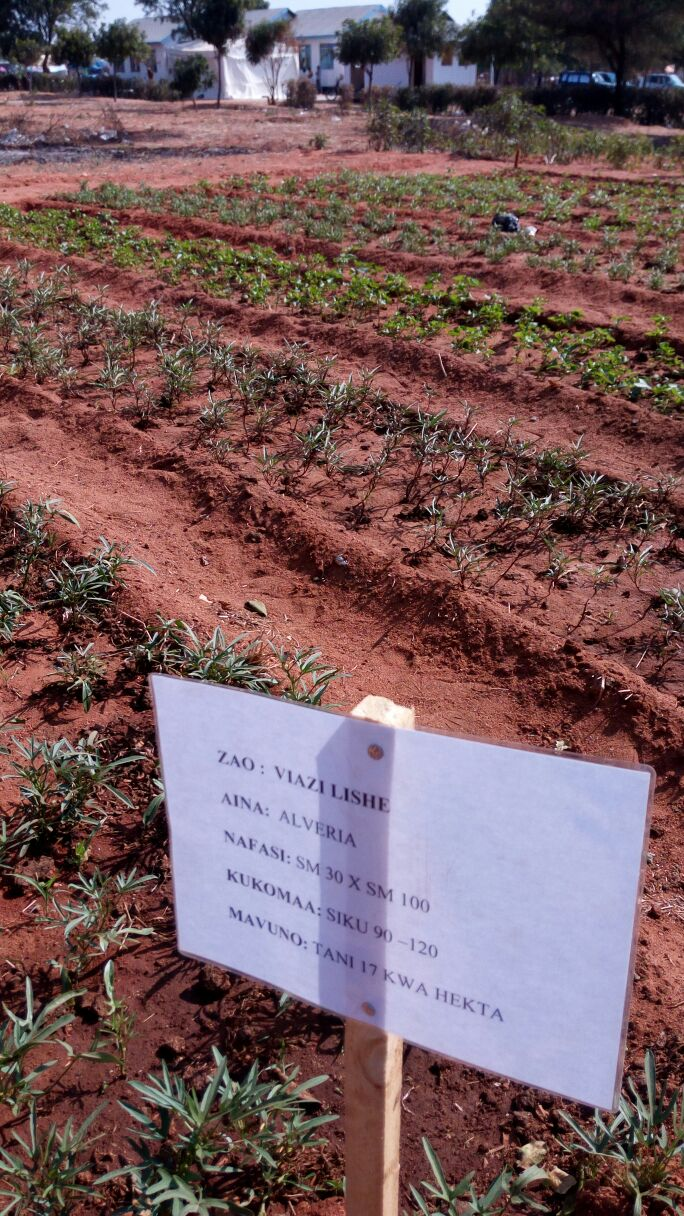 ZAO : VIAZI LISHE
AINA: ALVERIA
NAFASI: SM 30 X SM 100
KUKOMAA: SIKU 90 –120
MAVUNO: TANI 17 KWA HEKTA